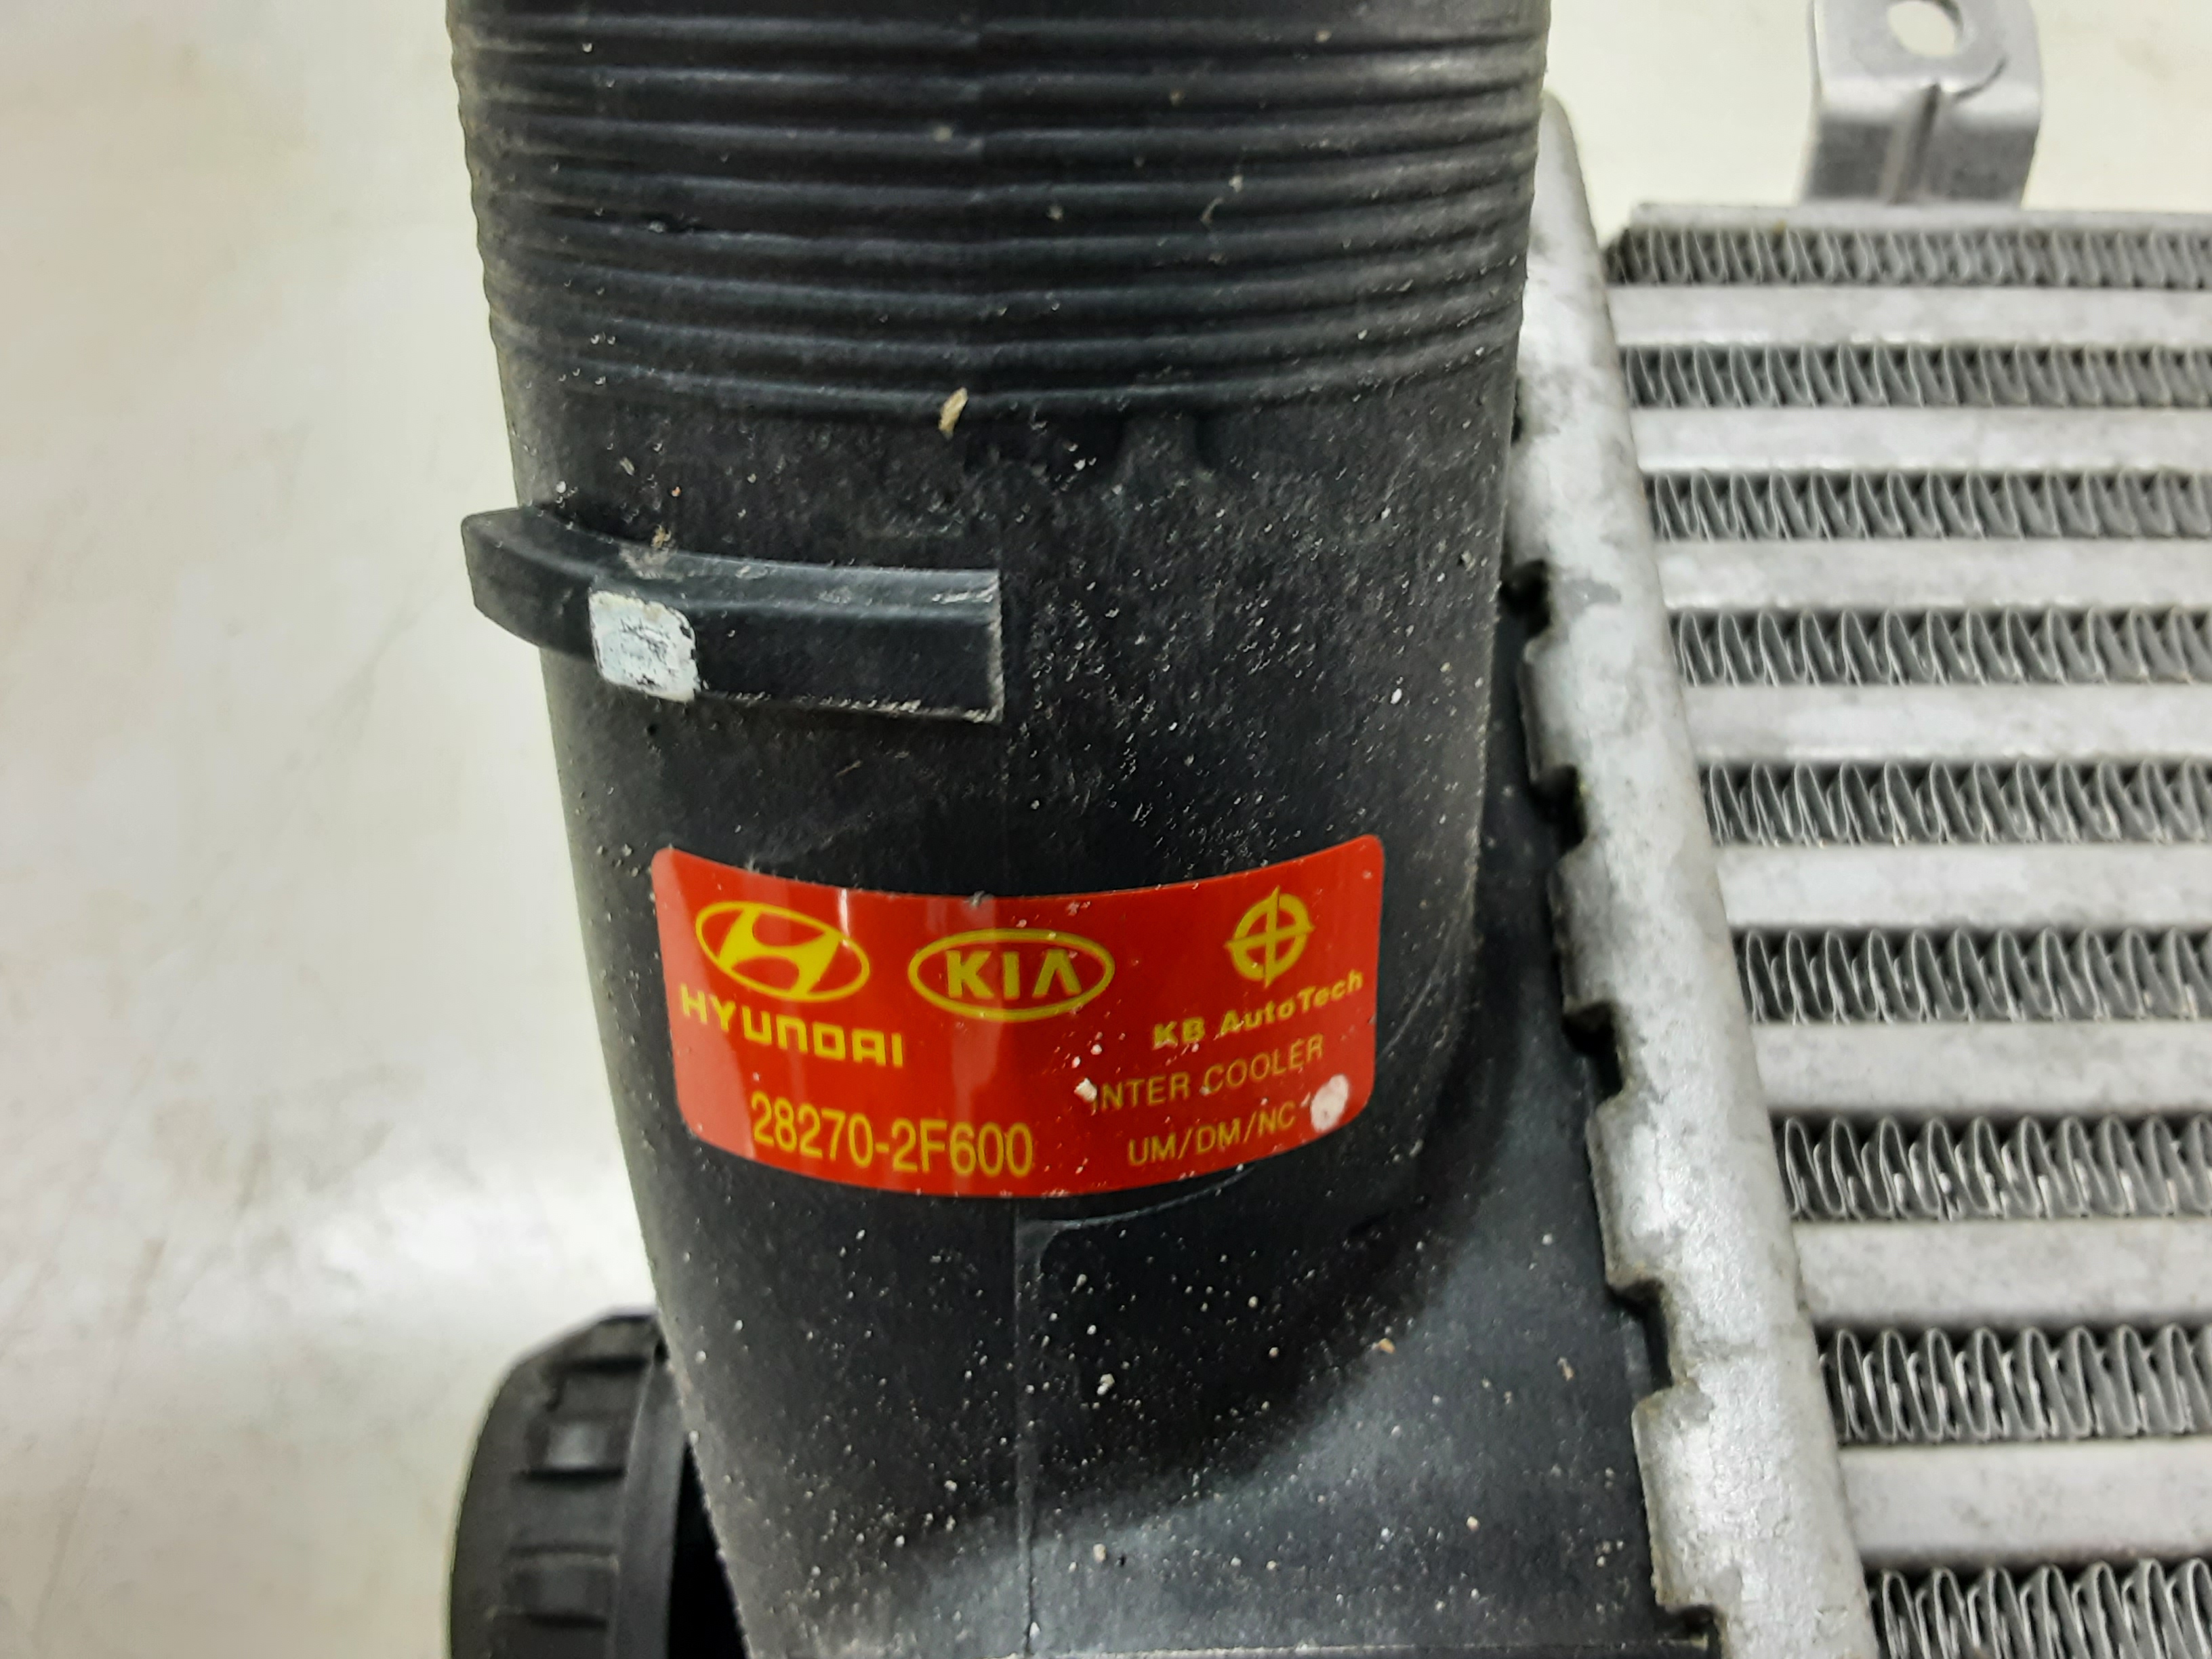 HYUNDAI
KIA
KB AutoTech
INTER COOLER
28270-2F600
UM/DM/NC